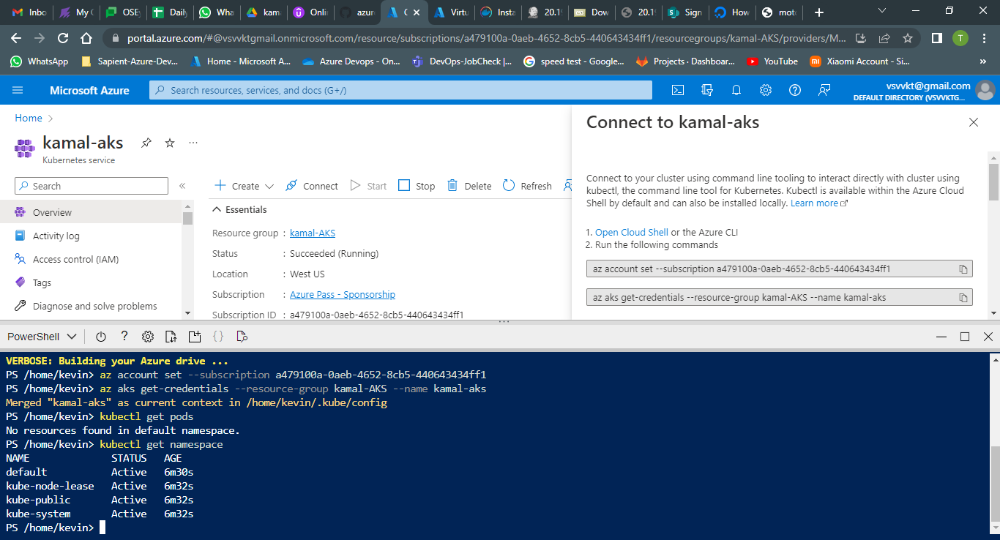 Inbo
My C
OSE
Daily
Wha
kam
Onli
azur
C
Virtu
Insta
20.1
Dow
20.1
Sign
How
mot
portal.azure.com/#@vsvvktgmail.onmicrosoft.com/resource/subscriptions/a479100a-0aeb-4652-8cb5-440643434ff1/resourcegroups/kamal-AKS/providers/M...
T
WhatsApp
Sapient-Azure-Dev...
Home - Microsoft A...
Azure Devops - On...
DevOps-JobCheck |...
speed test - Google...
Projects · Dashboar...
YouTube
Xiaomi Account - Si...
»
Microsoft Azure
Search resources, services, and docs (G+/)
vsvvkt@gmail.com
DEFAULT DIRECTORY (VSVVKTG...
Home >
kamal-aks
Kubernetes service
Search
«
Create
Connect
Start
Stop
Delete
Refresh
Overview
Activity log
Access control (IAM)
Tags
Diagnose and solve problems
Essentials
Resource group : kamal-AKS
Status : Succeeded (Running)
Location : West US
Subscription : Azure Pass - Sponsorship
Subscription ID : a479100a-0aeb-4652-8cb5-440643434ff1
Connect to kamal-aks
Connect to your cluster using command line tooling to interact directly with cluster using
kubectl, the command line tool for Kubernetes. Kubectl is available within the Azure Cloud
Shell by default and can also be installed locally. Learn more
1. Open Cloud Shell or the Azure CLI
2. Run the following commands
az account set --subscription a479100a-0aeb-4652-8cb5-440643434ff1
az aks get-credentials --resource-group kamal-AKS --name kamal-aks
PowerShell
?
{}
VERBOSE: Building your Azure drive ...
PS /home/kevin> az account set --subscription a479100a-0aeb-4652-8cb5-440643434ff1
PS /home/kevin> az aks get-credentials --resource-group kamal-AKS --name kamal-aks
Merged "kamal-aks" as current context in /home/kevin/.kube/config
PS /home/kevin> kubectl get pods
No resources found in default namespace.
PS /home/kevin> kubectl get namespace
NAME STATUS AGE
default Active 6m30s
kube-node-lease Active 6m32s
kube-public Active 6m32s
kube-system Active 6m32s
PS /home/kevin>